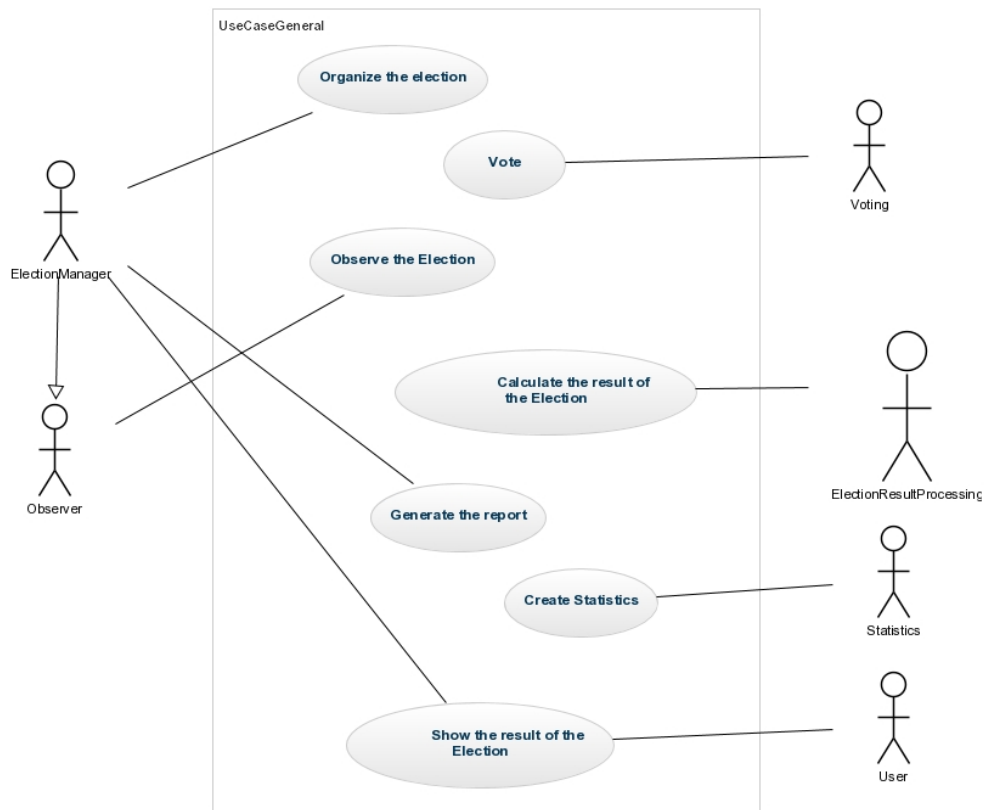 UseCaseGeneral
Organize the election
Vote
Voting
ElectionManager
Observe the Election
Calculate the result of
the Election
Observer
ElectionResultProcessing
Generate the report
Create Statistics
Statistics
Show the result of the
Election
User